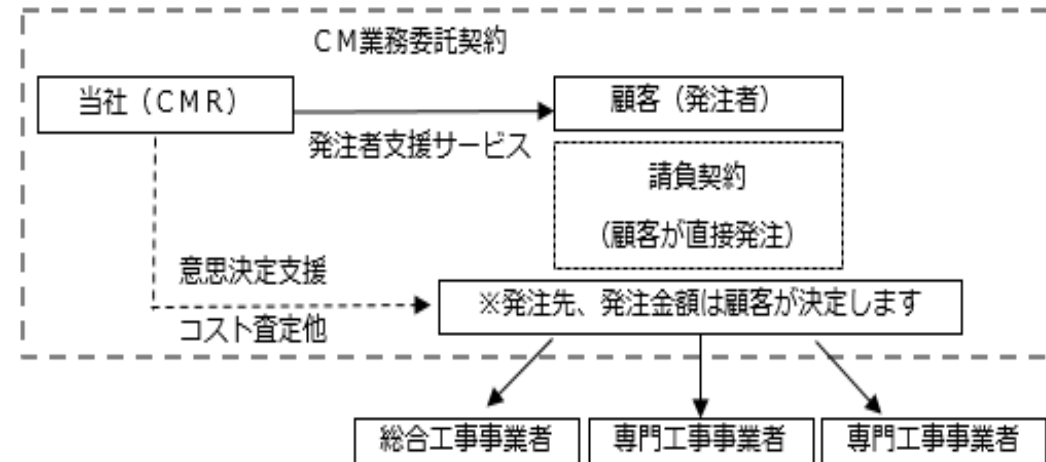 ＣＭ業務委託契約
当社（ＣＭＲ）
顧客（発注者）
発注者支援サービス
請負契約
（顧客が直接発注）
意思決定支援
コスト査定他
※発注先、発注金額は顧客が決定します
総合工事事業者
専門工事事業者
専門工事事業者